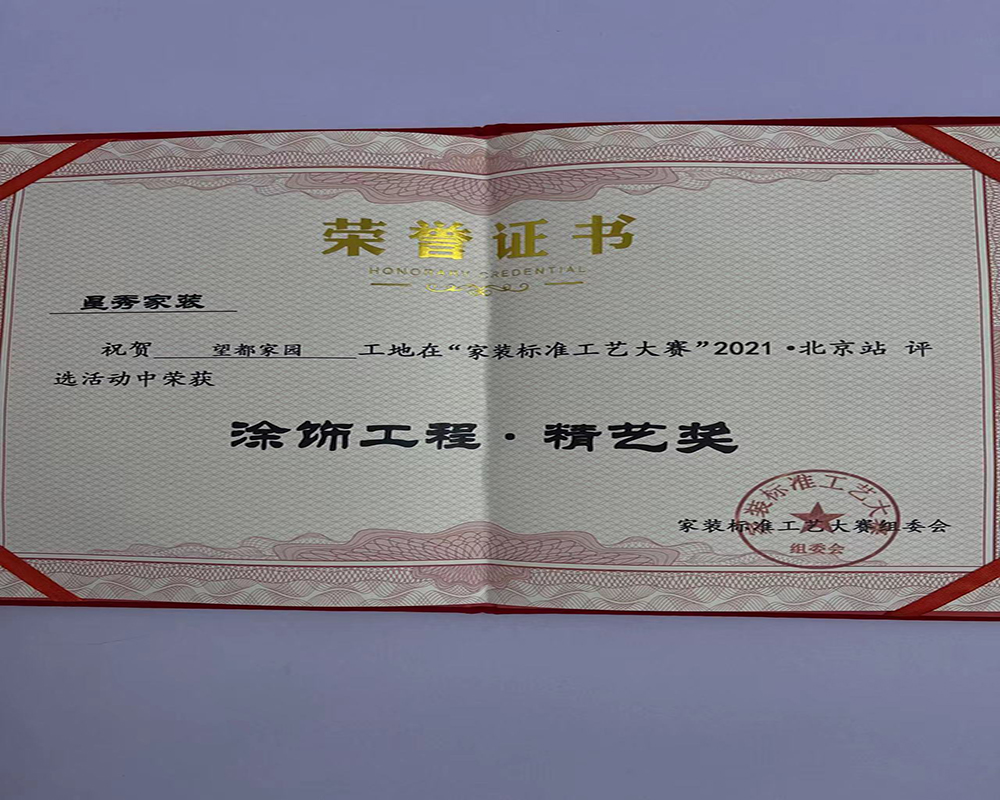 荣誉证书
HONORARY CREDENTIAL
星秀家装
祝贺 望都家园 工地在“家装标准工艺大赛”2021·北京站 评
选活动中荣获
涂饰工程·精艺奖
家装标准工艺大赛
家装标准工艺大赛组委会
组委会